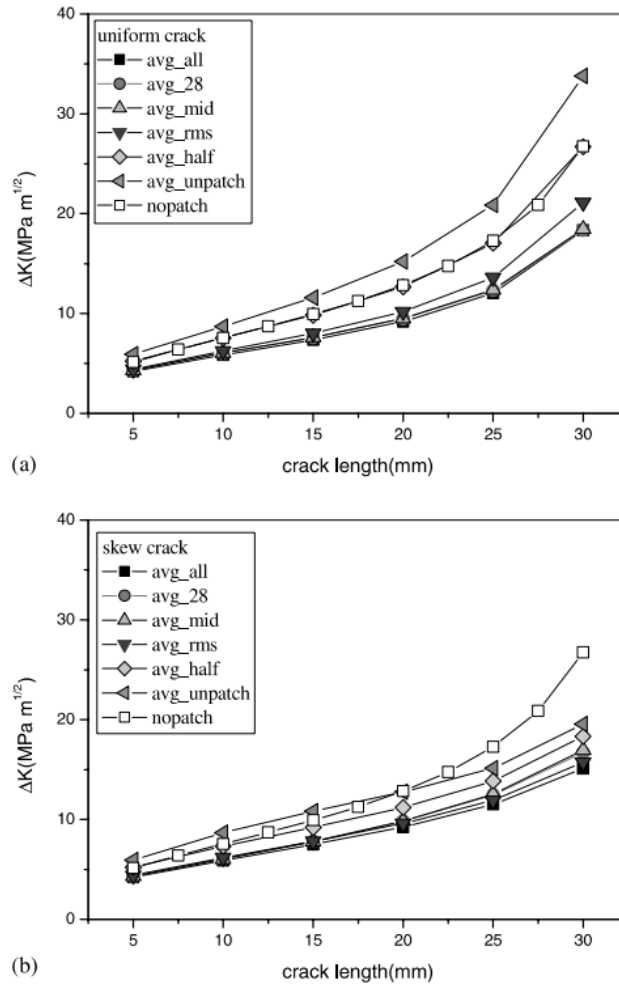 40
30
20
10
0
ΔK(MPa m^1/2)
uniform crack
avg_all
avg_28
avg_mid
avg_rms
avg_half
avg_unpatch
nopatch
5 10 15 20 25 30
(a)
crack length(mm)
40
30
20
10
0
ΔK(MPa m^1/2)
skew crack
avg_all
avg_28
avg_mid
avg_rms
avg_half
avg_unpatch
nopatch
5 10 15 20 25 30
(b)
crack length(mm)